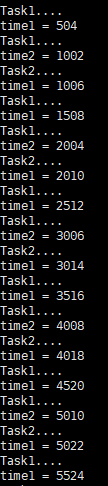 Task1....
time1 = 504
Task1....
time2 = 1002
Task2....
time1 = 1006
Task1....
time1 = 1508
Task1....
time2 = 2004
Task2....
time1 = 2010
Task1....
time1 = 2512
Task1....
time2 = 3006
Task2....
time1 = 3014
Task1....
time1 = 3516
Task1....
time2 = 4008
Task2....
time1 = 4018
Task1....
time1 = 4520
Task1....
time2 = 5010
Task2....
time1 = 5022
Task1....
time1 = 5524